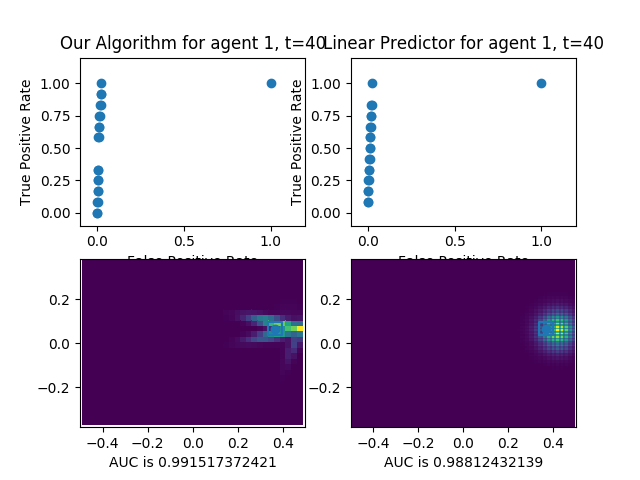 Our Algorithm for agent 1, t=40
Linear Predictor for agent 1, t=40
True Positive Rate
1.00
0.75
0.50
0.25
0.00
0.0 0.5 1.0
False Positive Rate
True Positive Rate
1.00
0.75
0.50
0.25
0.00
0.0 0.5 1.0
False Positive Rate
0.2
0.0
−0.2
−0.4 −0.2 0.0 0.2 0.4
AUC is 0.991517372421
0.2
0.0
−0.2
−0.4 −0.2 0.0 0.2 0.4
AUC is 0.98812432139